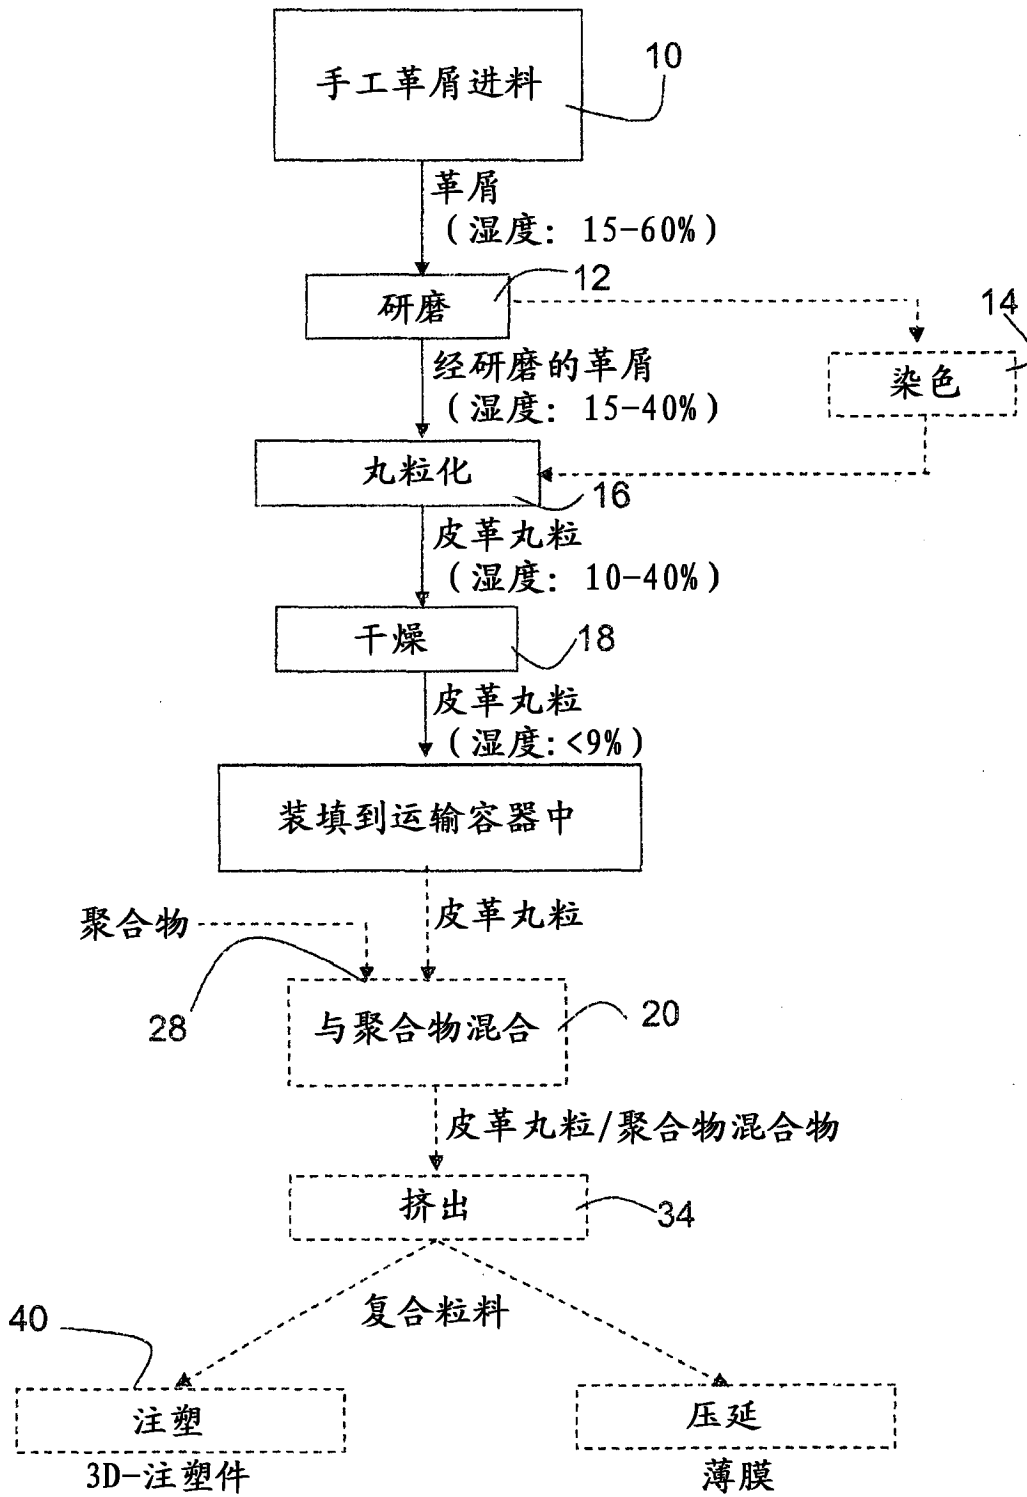 手工革屑进料
10
革屑
(湿度: 15-60%)
12
研磨
14
经研磨的革屑
(湿度: 15-40%)
染色
丸粒化
16
皮革丸粒
(湿度: 10-40%)
干燥
18
皮革丸粒
(湿度:<9%)
装填到运输容器中
聚合物
皮革丸粒
28
与聚合物混合
20
皮革丸粒/聚合物混合物
挤出
34
复合粒料
40
注塑
压延
3D-注塑件
薄膜